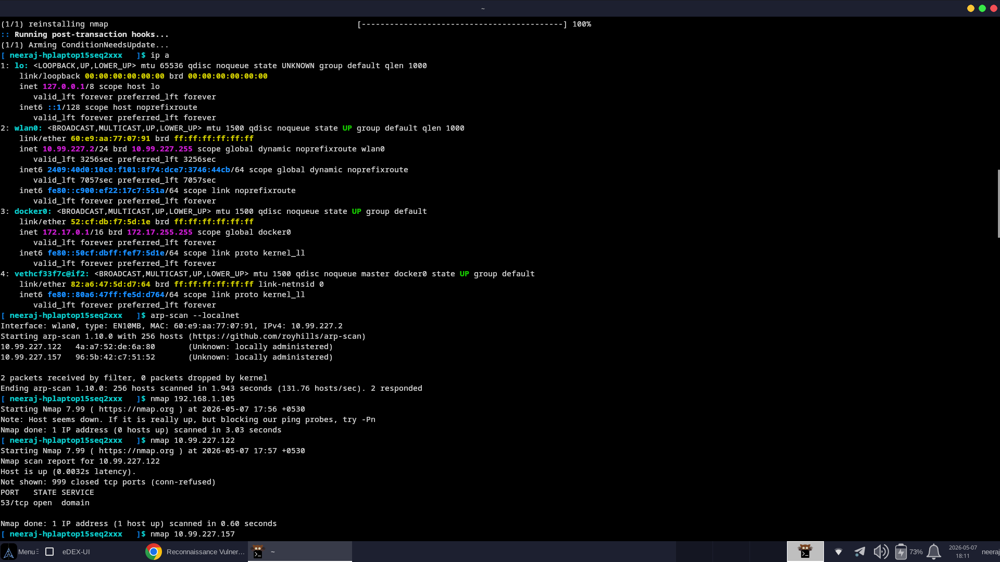 ~
(1/1) reinstalling nmap [-------------------------------------------] 100%
:: Running post-transaction hooks...
(1/1) Arming ConditionNeedsUpdate...
[ neeraj-hplaptop15seq2xxx ]$ ip a
1: lo: <LOOPBACK,UP,LOWER_UP> mtu 65536 qdisc noqueue state UNKNOWN group default qlen 1000
link/loopback 00:00:00:00:00:00 brd 00:00:00:00:00:00
inet 127.0.0.1/8 scope host lo
valid_lft forever preferred_lft forever
inet6 ::1/128 scope host noprefixroute
valid_lft forever preferred_lft forever
2: wlan0: <BROADCAST,MULTICAST,UP,LOWER_UP> mtu 1500 qdisc noqueue state UP group default qlen 1000
link/ether 60:e9:aa:77:07:91 brd ff:ff:ff:ff:ff:ff
inet 10.99.227.2/24 brd 10.99.227.255 scope global dynamic noprefixroute wlan0
valid_lft 3256sec preferred_lft 3256sec
inet6 2409:40d0:10c0:f101:8f74:dce7:3746:44cb/64 scope global dynamic noprefixroute
valid_lft 7057sec preferred_lft 7057sec
inet6 fe80::c900:ef22:17c7:551a/64 scope link noprefixroute
valid_lft forever preferred_lft forever
3: docker0: <BROADCAST,MULTICAST,UP,LOWER_UP> mtu 1500 qdisc noqueue state UP group default
link/ether 52:cf:db:f7:5d:1e brd ff:ff:ff:ff:ff:ff
inet 172.17.0.1/16 brd 172.17.255.255 scope global docker0
valid_lft forever preferred_lft forever
inet6 fe80::50cf:dbff:fef7:5d1e/64 scope link proto kernel_ll
valid_lft forever preferred_lft forever
4: vethcf33f7c@if2: <BROADCAST,MULTICAST,UP,LOWER_UP> mtu 1500 qdisc noqueue master docker0 state UP group default
link/ether 82:a6:47:5d:d7:64 brd ff:ff:ff:ff:ff:ff link-netnsid 0
inet6 fe80::80a6:47ff:fe5d:d764/64 scope link proto kernel_ll
valid_lft forever preferred_lft forever
[ neeraj-hplaptop15seq2xxx ]$ arp-scan --localnet
Interface: wlan0, type: EN10MB, MAC: 60:e9:aa:77:07:91, IPv4: 10.99.227.2
Starting arp-scan 1.10.0 with 256 hosts (https://github.com/royhills/arp-scan)
10.99.227.122 4a:a7:52:de:6a:80 (Unknown: locally administered)
10.99.227.157 96:5b:42:c7:51:52 (Unknown: locally administered)
2 packets received by filter, 0 packets dropped by kernel
Ending arp-scan 1.10.0: 256 hosts scanned in 1.943 seconds (131.76 hosts/sec). 2 responded
[ neeraj-hplaptop15seq2xxx ]$ nmap 192.168.1.105
Starting Nmap 7.99 ( https://nmap.org ) at 2026-05-07 17:56 +0530
Note: Host seems down. If it is really up, but blocking our ping probes, try -Pn
Nmap done: 1 IP address (0 hosts up) scanned in 3.03 seconds
[ neeraj-hplaptop15seq2xxx ]$ nmap 10.99.227.122
Starting Nmap 7.99 ( https://nmap.org ) at 2026-05-07 17:57 +0530
Nmap scan report for 10.99.227.122
Host is up (0.0032s latency).
Not shown: 999 closed tcp ports (conn-refused)
PORT STATE SERVICE
53/tcp open domain
Nmap done: 1 IP address (1 host up) scanned in 0.60 seconds
[ neeraj-hplaptop15seq2xxx ]$ nmap 10.99.227.157
Menu eDEX-UI Reconnaissance Vulner... ~ 73% 2026-05-07 neeraj
18:11